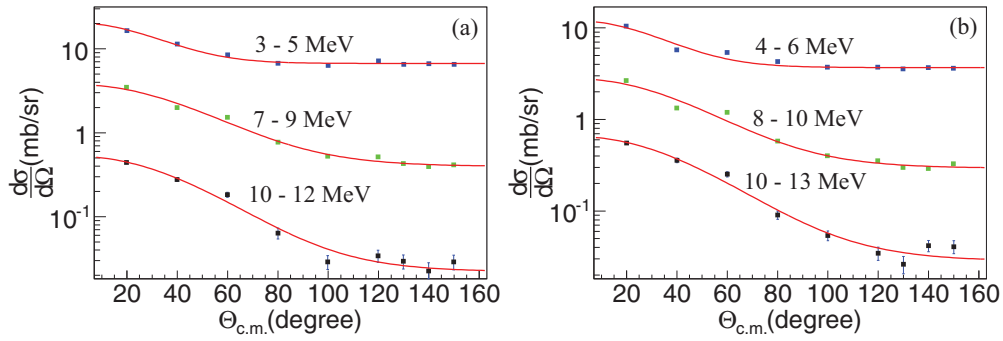 (a)
3 - 5 MeV
7 - 9 MeV
10 - 12 MeV
dσ/dΩ (mb/sr)
10
1
10⁻¹
20 40 60 80 100 120 140 160
Θc.m.(degree)
(b)
4 - 6 MeV
8 - 10 MeV
10 - 13 MeV
dσ/dΩ (mb/sr)
10
1
10⁻¹
20 40 60 80 100 120 140 160
Θc.m.(degree)